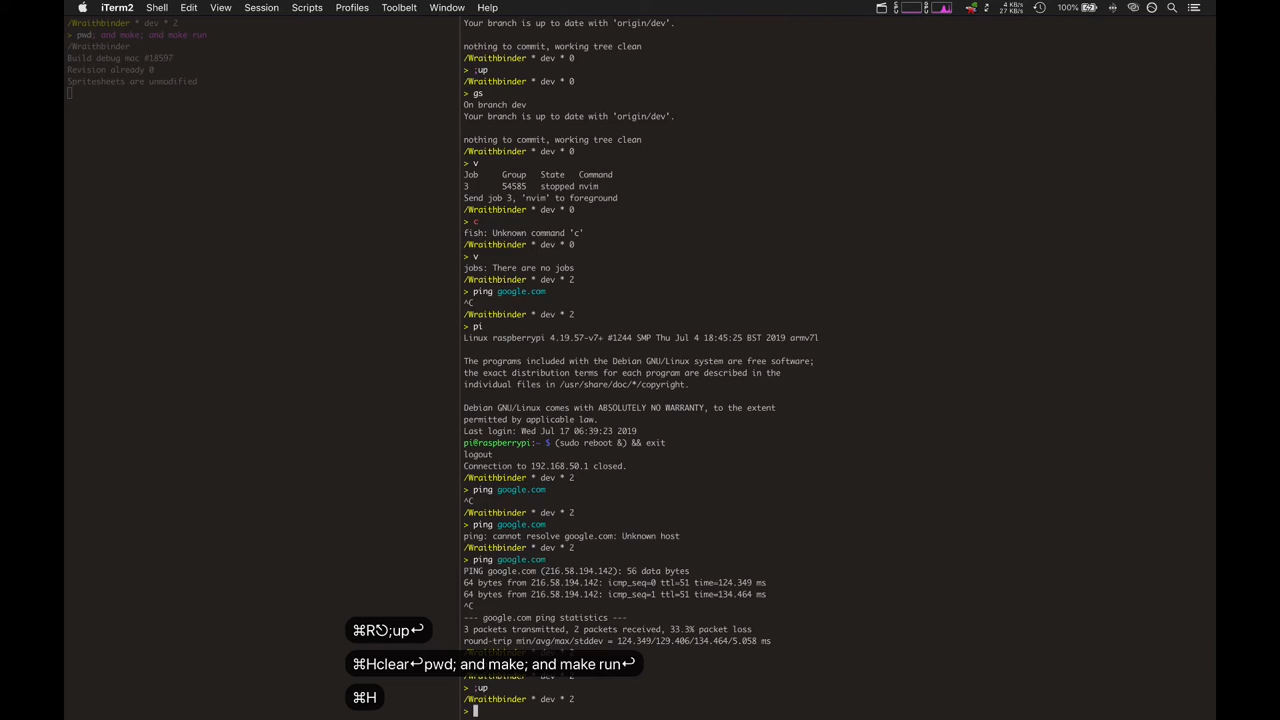 iTerm2 Shell Edit View Session Scripts Profiles Toolbelt Window Help
4 KB/s
27 KB/s
100%
/Wraithbinder * dev * 2
> pwd; and make; and make run
/Wraithbinder
Build debug mac #18597
Revision already 0
Spritesheets are unmodified
Your branch is up to date with 'origin/dev'.
nothing to commit, working tree clean
/Wraithbinder * dev * 0
> ;up
/Wraithbinder * dev * 0
> gs
On branch dev
Your branch is up to date with 'origin/dev'.
nothing to commit, working tree clean
/Wraithbinder * dev * 0
> v
Job Group State Command
3 54585 stopped nvim
Send job 3, 'nvim' to foreground
/Wraithbinder * dev * 0
> c
fish: Unknown command 'c'
/Wraithbinder * dev * 0
> v
jobs: There are no jobs
/Wraithbinder * dev * 2
> ping google.com
^C
/Wraithbinder * dev * 2
> pi
Linux raspberrypi 4.19.57-v7+ #1244 SMP Thu Jul 4 18:45:25 BST 2019 armv7l
The programs included with the Debian GNU/Linux system are free software;
the exact distribution terms for each program are described in the
individual files in /usr/share/doc/*/copyright.
Debian GNU/Linux comes with ABSOLUTELY NO WARRANTY, to the extent
permitted by applicable law.
Last login: Wed Jul 17 06:39:23 2019
pi@raspberrypi:~ $ (sudo reboot &) && exit
logout
Connection to 192.168.50.1 closed.
/Wraithbinder * dev * 2
> ping google.com
^C
/Wraithbinder * dev * 2
> ping google.com
ping: cannot resolve google.com: Unknown host
/Wraithbinder * dev * 2
> ping google.com
PING google.com (216.58.194.142): 56 data bytes
64 bytes from 216.58.194.142: icmp_seq=0 ttl=51 time=124.349 ms
64 bytes from 216.58.194.142: icmp_seq=1 ttl=51 time=134.464 ms
^C
--- google.com ping statistics ---
3 packets transmitted, 2 packets received, 33.3% packet loss
round-trip min/avg/max/stddev = 124.349/129.406/134.464/5.058 ms
/Wraithbinder * dev * 2
/Wraithbinder * dev * 2
> ;up
/Wraithbinder * dev * 2
>
⌘R⎋;up↩
⌘Hclear↩pwd; and make; and make run↩
⌘H